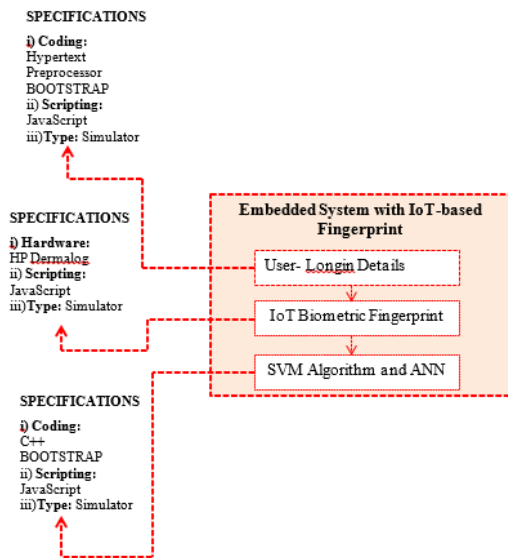 SPECIFICATIONS
i) Coding:
Hypertext
Preprocessor
BOOTSTRAP
ii) Scripting:
JavaScript
iii)Type: Simulator
SPECIFICATIONS
i) Hardware:
HP Dermalog
ii) Scripting:
JavaScript
iii)Type: Simulator
SPECIFICATIONS
i) Coding:
C++
BOOTSTRAP
ii) Scripting:
JavaScript
iii)Type: Simulator
Embedded System with IoT-based
Fingerprint
User- Longin Details
IoT Biometric Fingerprint
SVM Algorithm and ANN